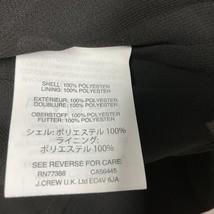 SHELL: 100% POLYESTER
LINING: 100% POLYESTER
EXTÉRIEUR: 100% POLYESTER
DOUBLURE: 100% POLYESTER
OBERSTOFF: 100% POLYESTER
FUTTER: 100% POLYESTER
シェル: ポリエステル 100%
ライニング:
ポリエステル 100%
SEE REVERSE FOR CARE:
RN77388 CA56445
J.CREW U.K. Ltd EC4V 6JA